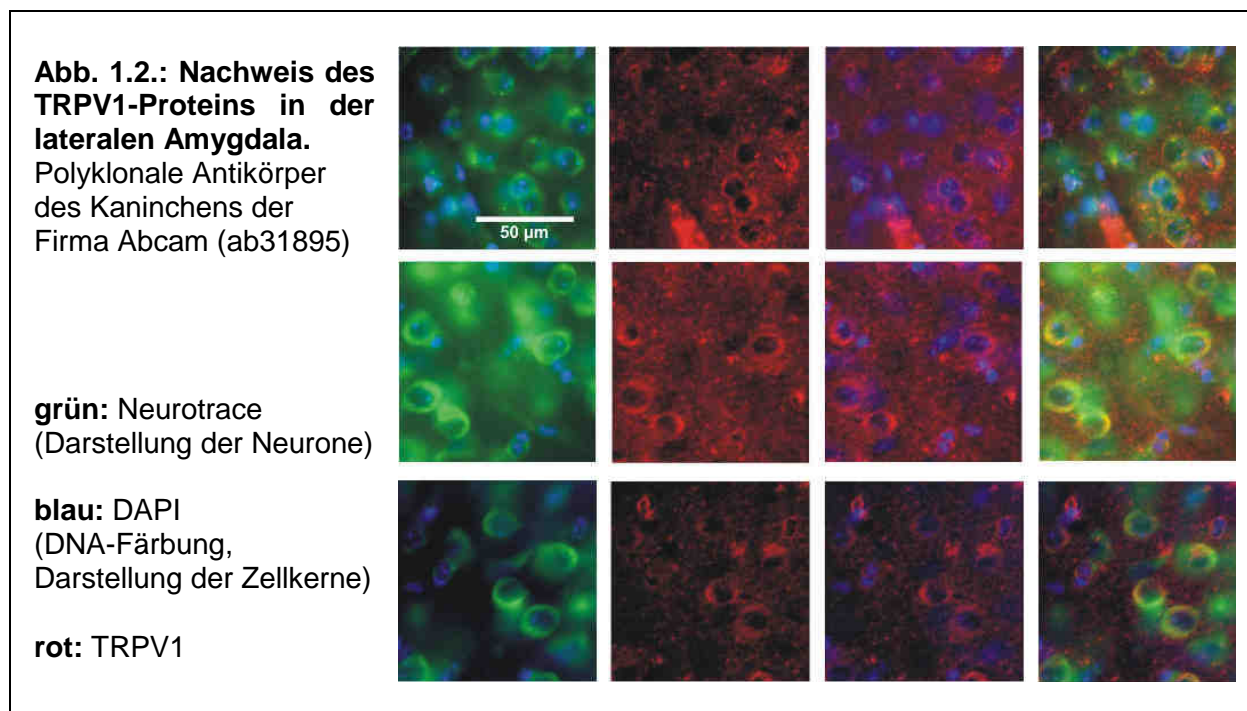 Abb. 1.2.: Nachweis des
TRPV1-Proteins in der
lateralen Amygdala.
Polyklonale Antikörper
des Kaninchens der
Firma Abcam (ab31895)
50 µm
grün: Neurotrace
(Darstellung der Neurone)
blau: DAPI
(DNA-Färbung,
Darstellung der Zellkerne)
rot: TRPV1